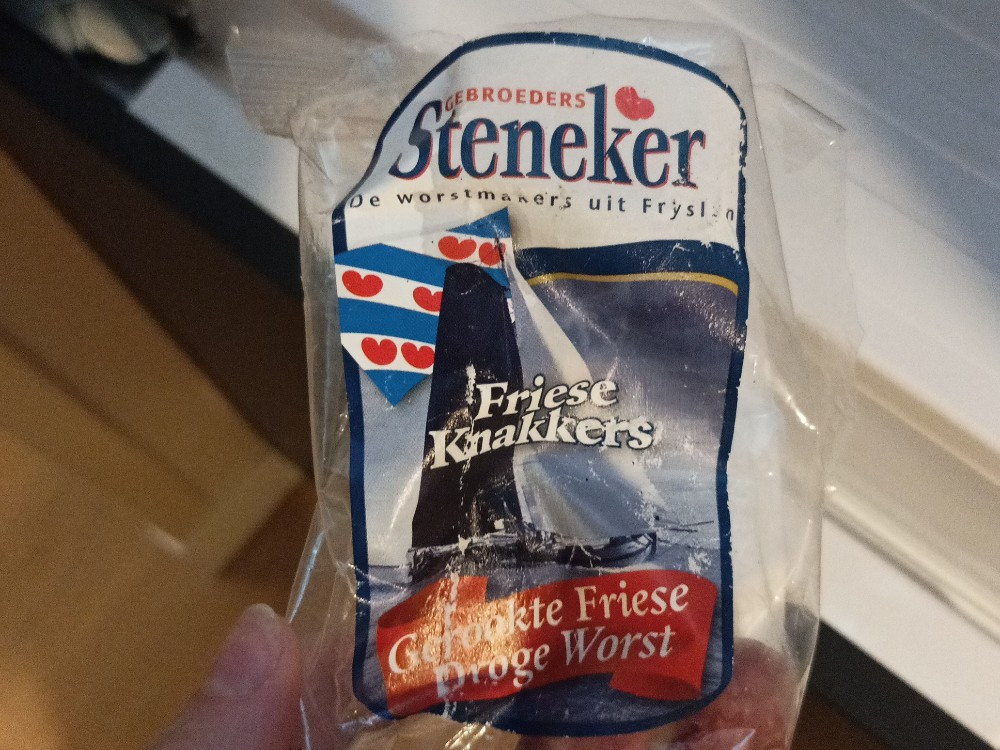 GEBROEDERS
Steneker
De worstmakers uit Fryslân
Friese
Knakkers
Gerookte Friese
Droge Worst